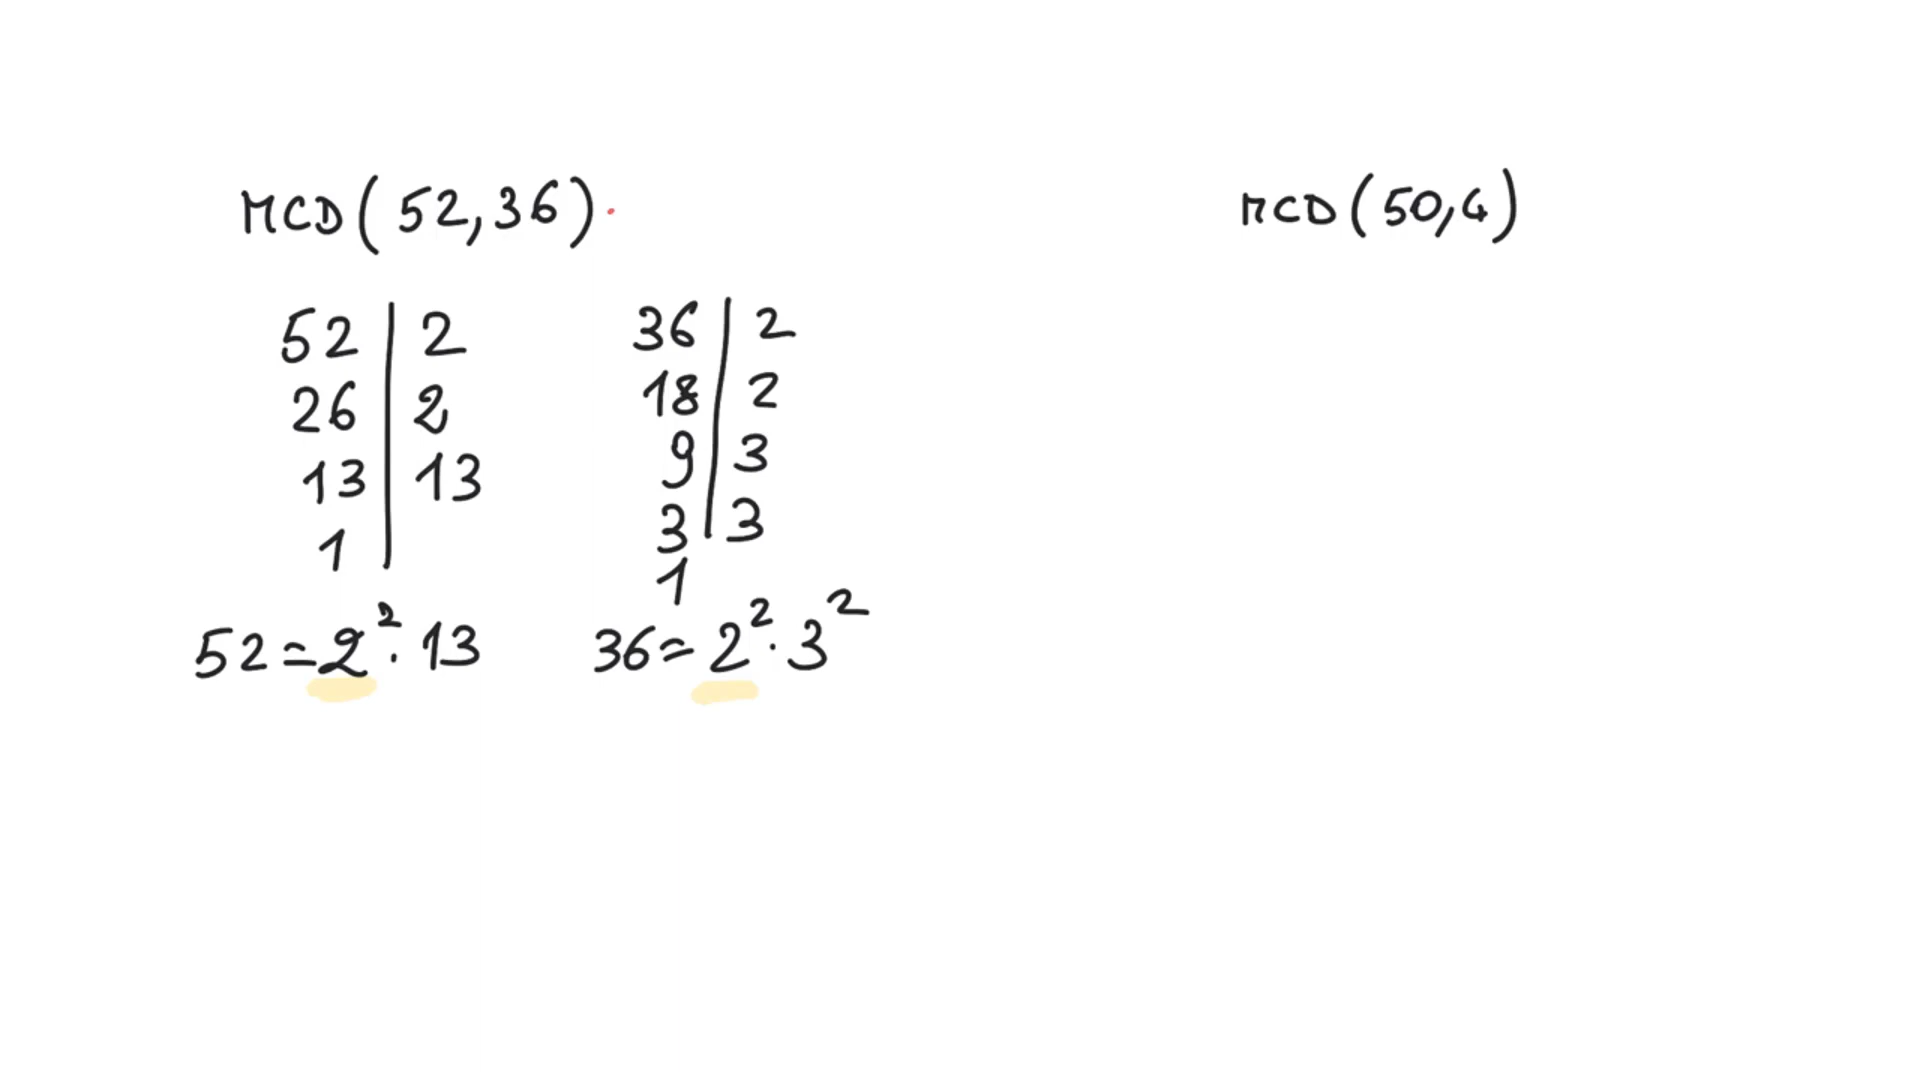 MCD(52,36)
52 | 2
26 | 2
13 | 13
1 |
52 = 2² · 13
36 | 2
18 | 2
9 | 3
3 | 3
1
36 = 2² · 3²
MCD(50,4)